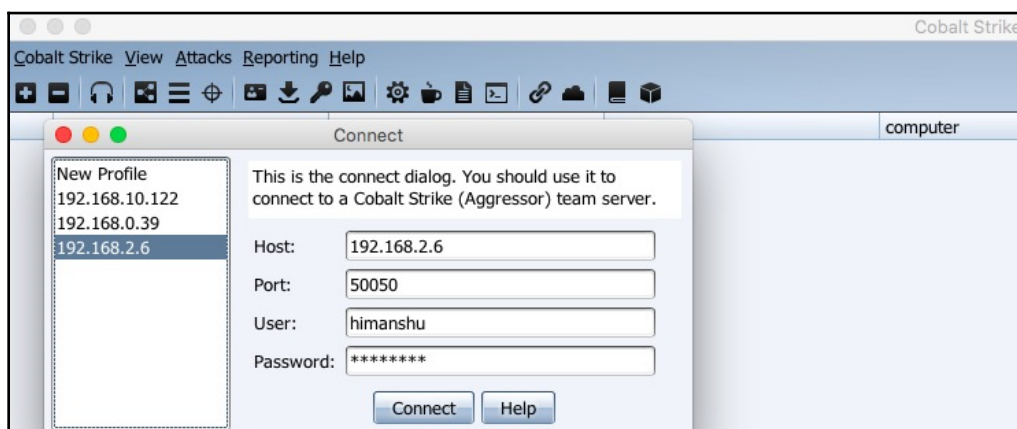 Cobalt Strike
Cobalt Strike View Attacks Reporting Help
computer
Connect
New Profile
192.168.10.122
192.168.0.39
192.168.2.6
This is the connect dialog. You should use it to
connect to a Cobalt Strike (Aggressor) team server.
Host: 192.168.2.6
Port: 50050
User: himanshu
Password: ********
Connect Help